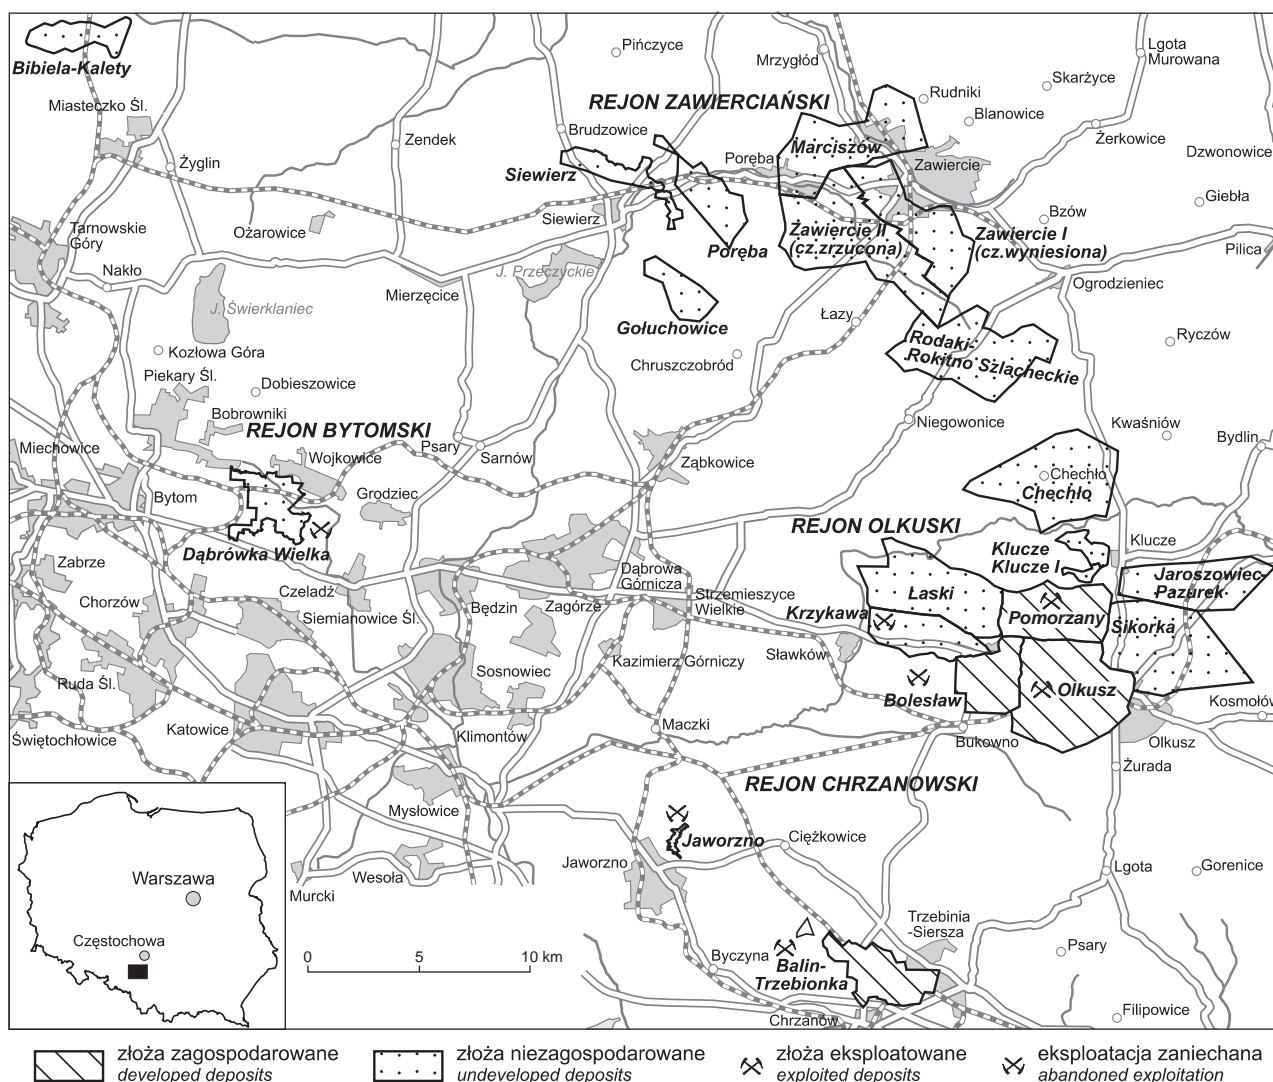 Bibiela-Kalety
Pińczyce
Mrzygłód
Lgota
Murowana
Skarżyce
Miasteczko Śl.
REJON ZAWIERCIAŃSKI
Rudniki
Blanowice
Brudzowice
Zendek
Żerkowice
Marciszów
Dzwonowice
Żyglin
Poręba
Zawiercie
Siewierz
Giebła
Siewierz
Bzów
Tarnowskie
Góry
Ożarowice
Zawiercie II
(cz.zrzucona)
Zawiercie I
(cz.wyniesiona)
Poręba
Pilica
Nakło
J. Przeczyckie
Mierzęcice
Ogrodzieniec
J. Świerklaniec
Gołuchowice
Łazy
Ryczów
Rodaki-
Rokitno Szlacheckie
Kozłowa Góra
Chruszczobród
Piekary Śl.
Dobieszowice
Bobrowniki
Niegowonice
Kwaśniów
REJON BYTOMSKI
Bydlin
Miechowice
Psary
Sarnów
Wojkowice
Ząbkowice
Chechło
Chechło
Bytom
Grodziec
REJON OLKUSKI
Dąbrówka Wielka
Klucze
Klucze I
Klucze
Zabrze
Dąbrowa
Górnicza
Jaroszowiec-
Pazurek
Czeladź
Łaski
Strzemieszyce
Wielkie
Chorzów
Będzin
Zagórze
Krzykawa
Pomorzany
Siemianowice Śl.
Sikorka
Sławków
Kazimierz Górniczy
Sosnowiec
Ruda Śl.
Olkusz
Bolesław
Kosmolów
Maczki
Katowice
Klimontów
Świętochłowice
Bukowno
Olkusz
Żurada
REJON CHRZANOWSKI
Mysłowice
Jaworzno
Ciężkowice
Jaworzno
Lgota
Gorenice
Wesoła
Warszawa
Murcki
Trzebinia
-Siersza
Częstochowa
Psary
0 5 10 km
Byczyna
Balin-
Trzebionka
Filipowice
Chrzanów
złoża zagospodarowane
developed deposits
złoża niezagospodarowane
undeveloped deposits
złoża eksploatowane
exploited deposits
eksploatacja zaniechana
abandoned exploitation